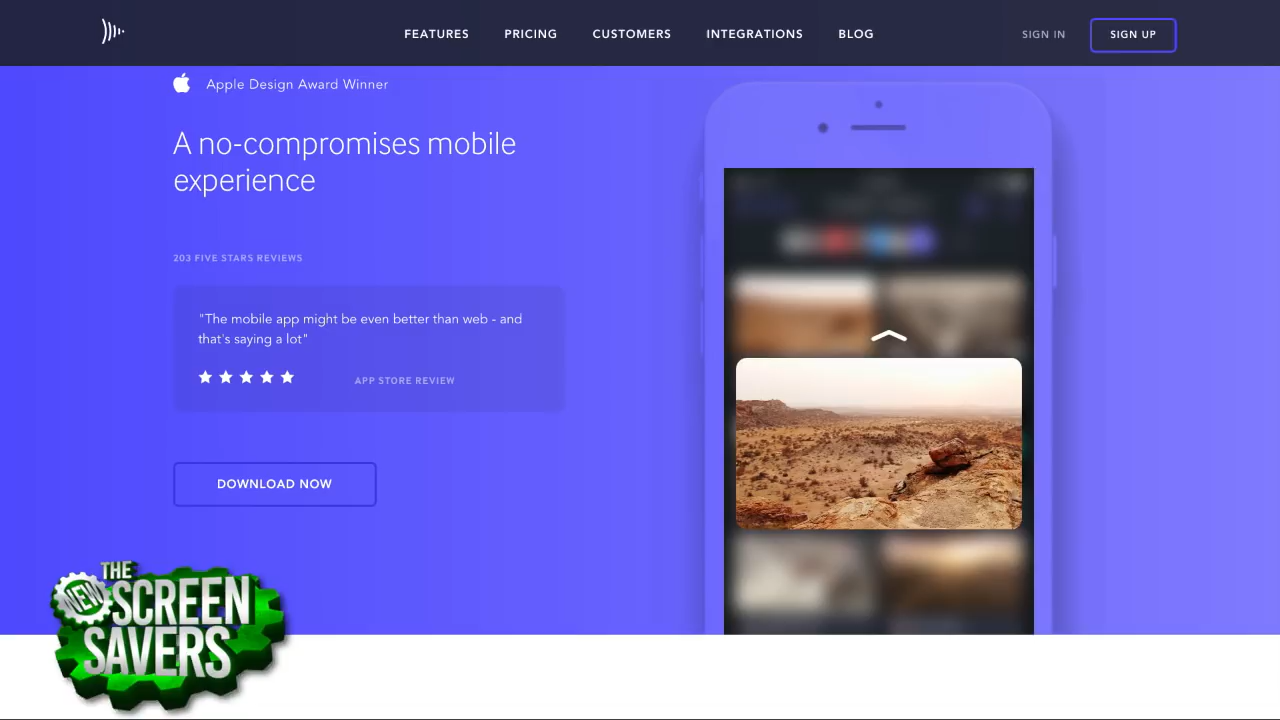 FEATURES PRICING CUSTOMERS INTEGRATIONS BLOG SIGN IN SIGN UP
Apple Design Award Winner
A no-compromises mobile
experience
203 FIVE STARS REVIEWS
"The mobile app might be even better than web - and
that's saying a lot"
APP STORE REVIEW
DOWNLOAD NOW
THE
NEW SCREEN
SAVERS